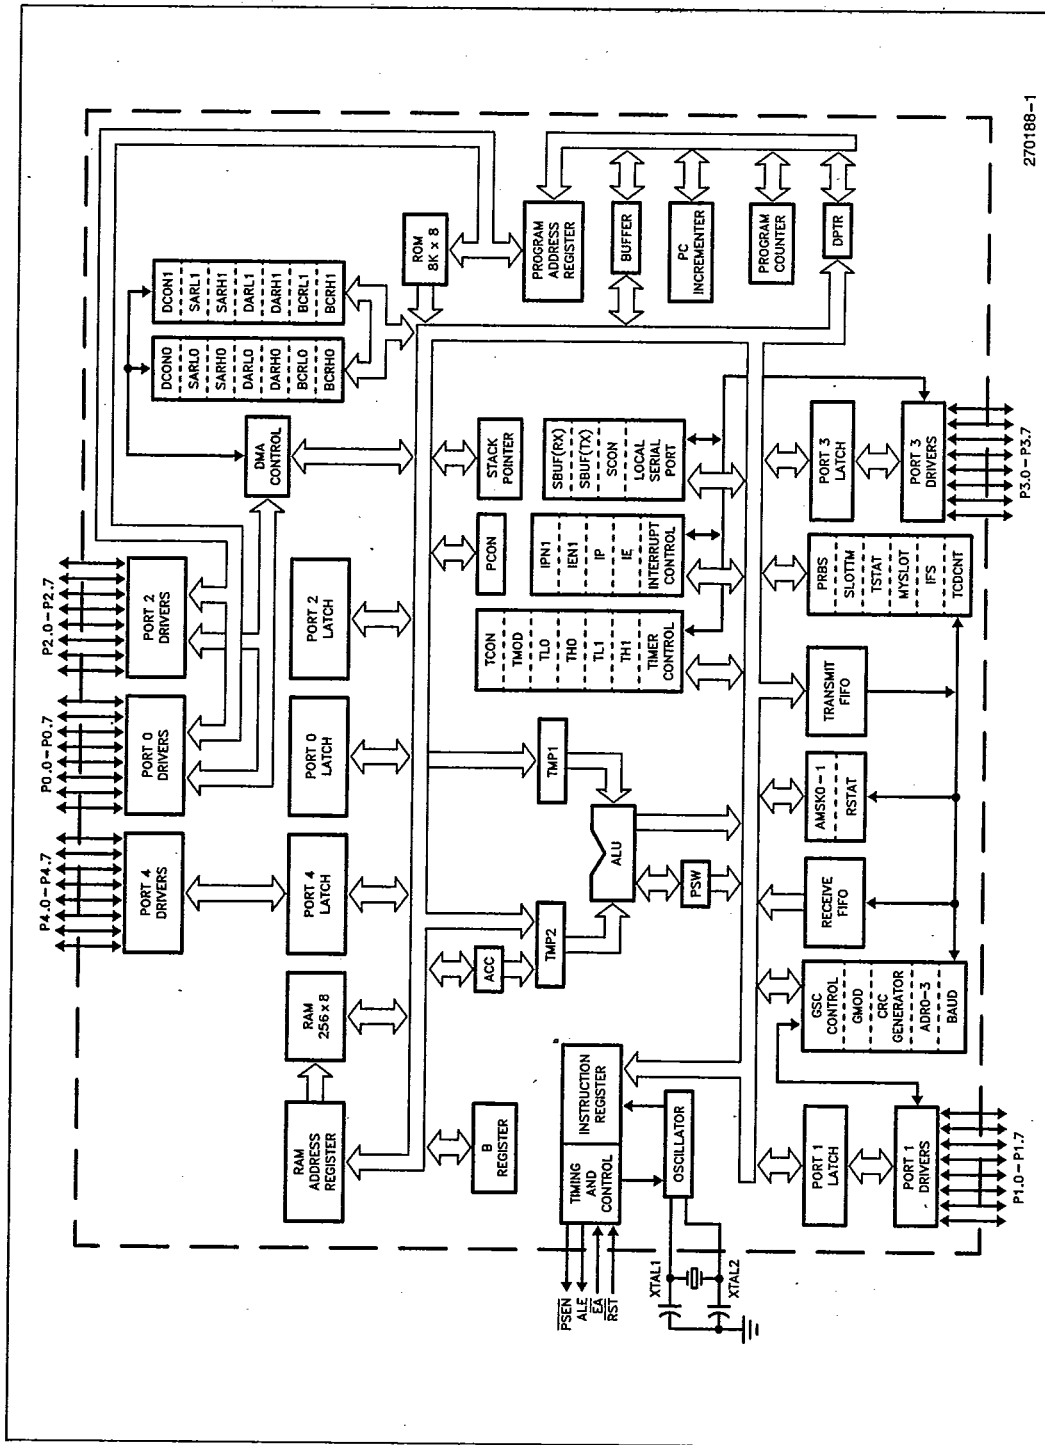 P4.0–P4.7
P0.0–P0.7
P2.0–P2.7
PORT 4
DRIVERS
PORT 0
DRIVERS
PORT 2
DRIVERS
DMA
CONTROL
DCON0
SARL0
SARH0
DARL0
DARH0
BCRL0
BCRH0
DCON1
SARL1
SARH1
DARL1
DARH1
BCRL1
BCRH1
RAM
ADDRESS
REGISTER
RAM
256 x 8
PORT 4
LATCH
PORT 0
LATCH
PORT 2
LATCH
ROM
8K x 8
B
REGISTER
ACC
TMP2
TMP1
PCON
STACK
POINTER
PROGRAM
ADDRESS
REGISTER
BUFFER
PC
INCREMENTER
PROGRAM
COUNTER
DPTR
ALU
PSW
TCON
TMOD
TL0
TH0
TL1
TH1
TIMER
CONTROL
IPN1
IEN1
IP
IE
INTERRUPT
CONTROL
SBUF(RX)
SBUF(TX)
SCON
LOCAL
SERIAL
PORT
PSEN
ALE
EA
RST
TIMING
AND
CONTROL
INSTRUCTION
REGISTER
OSCILLATOR
XTAL1
XTAL2
PORT 1
LATCH
PORT 1
DRIVERS
P1.0–P1.7
GSC
CONTROL
GMOD
CRC
GENERATOR
ADR0-3
BAUD
RECEIVE
FIFO
AMSK0-1
RSTAT
TRANSMIT
FIFO
PRBS
SLOTTM
TSTAT
MYSLOT
IFS
TCDCNT
PORT 3
LATCH
PORT 3
DRIVERS
P3.0–P3.7
270188-1